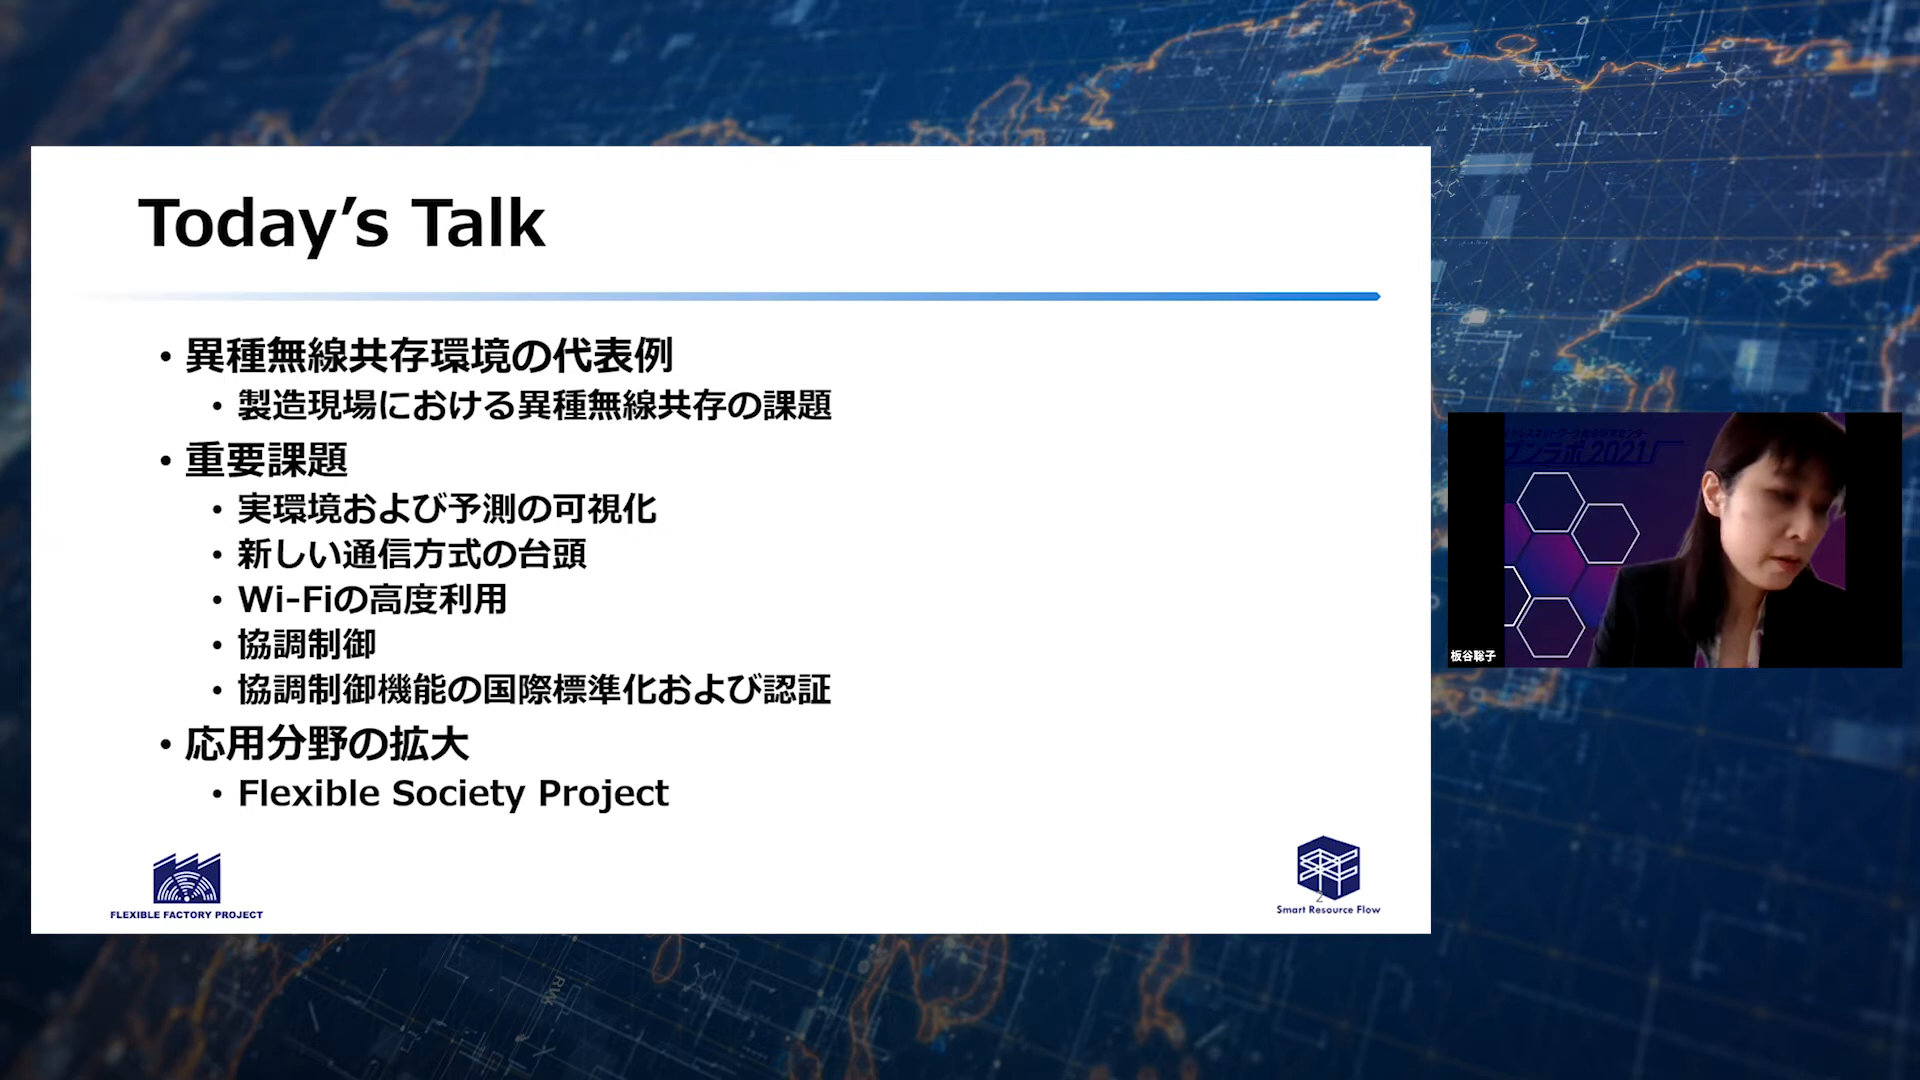 Today’s Talk
• 異種無線共存環境の代表例
• 製造現場における異種無線共存の課題
• 重要課題
• 実環境および予測の可視化
• 新しい通信方式の台頭
• Wi-Fiの高度利用
• 協調制御
• 協調制御機能の国際標準化および認証
• 応用分野の拡大
• Flexible Society Project
FLEXIBLE FACTORY PROJECT
2
Smart Resource Flow
プンラボ2021
板谷聡子